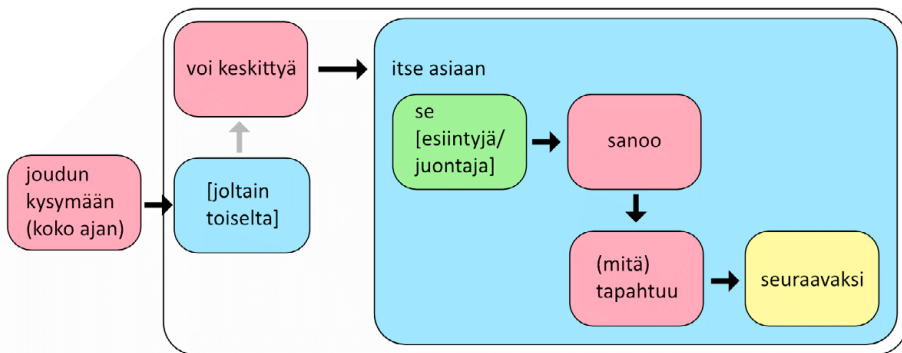 voi keskittyä
itse asiaan
se
[esiintyjä/
juontaja]
sanoo
joudun
kysymään
(koko ajan)
[joltain
toiselta]
(mitä)
tapahtuu
seuraavaksi